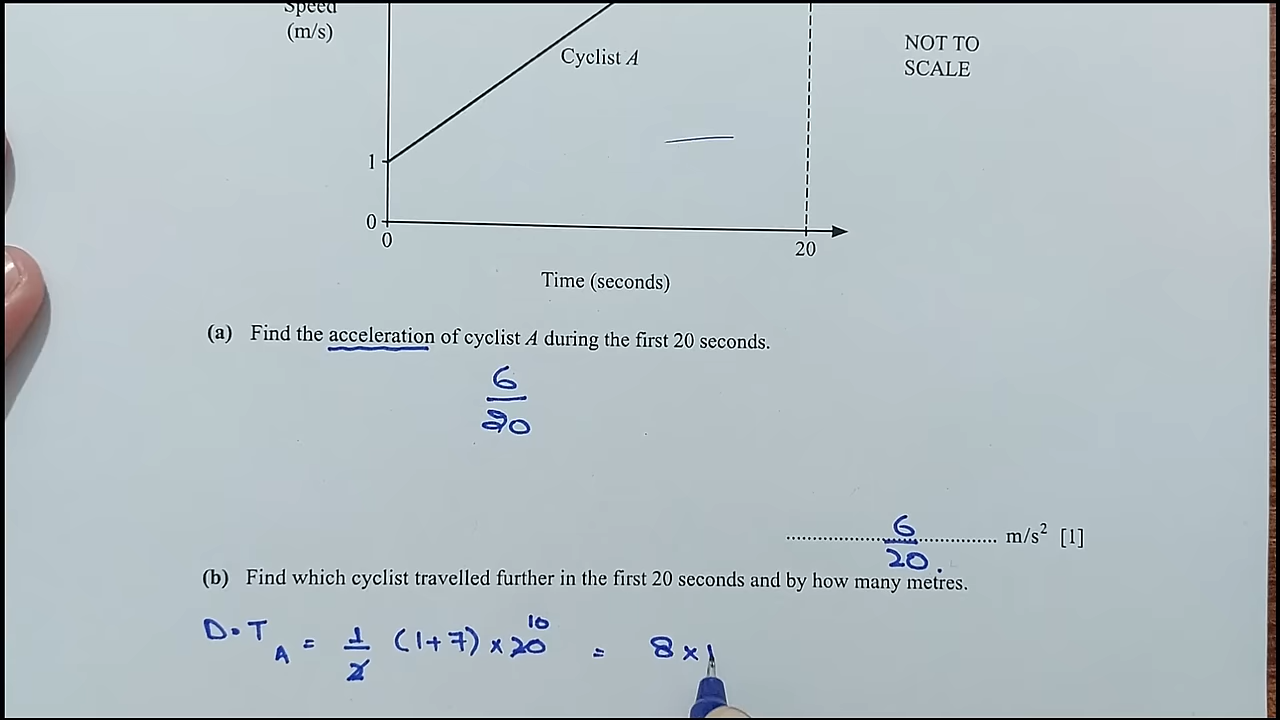 Speed
(m/s)
NOT TO
SCALE
Cyclist A
1
0
0
20
Time (seconds)
(a) Find the acceleration of cyclist A during the first 20 seconds.
6
20
6
20 .
.................... .................... m/s² [1]
(b) Find which cyclist travelled further in the first 20 seconds and by how many metres.
D.T A = 1/2 (1+7) × 20 10 = 8 × 1